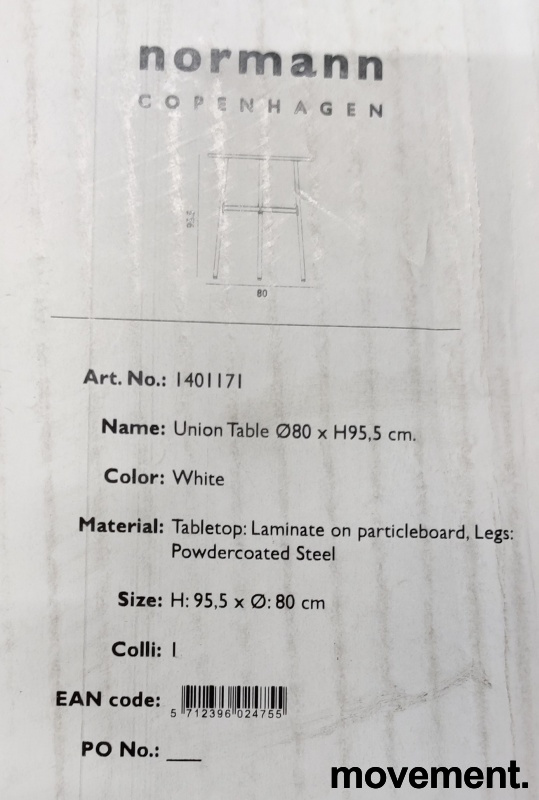 normann
COPENHAGEN
95,5
80
Art. No.: 1401171
Name: Union Table Ø80 x H95,5 cm.
Color: White
Material: Tabletop: Laminate on particleboard, Legs:
Powdercoated Steel
Size: H: 95,5 x Ø: 80 cm
Colli: 1
EAN code: 5 712396 024755
PO No.: ___
movement.